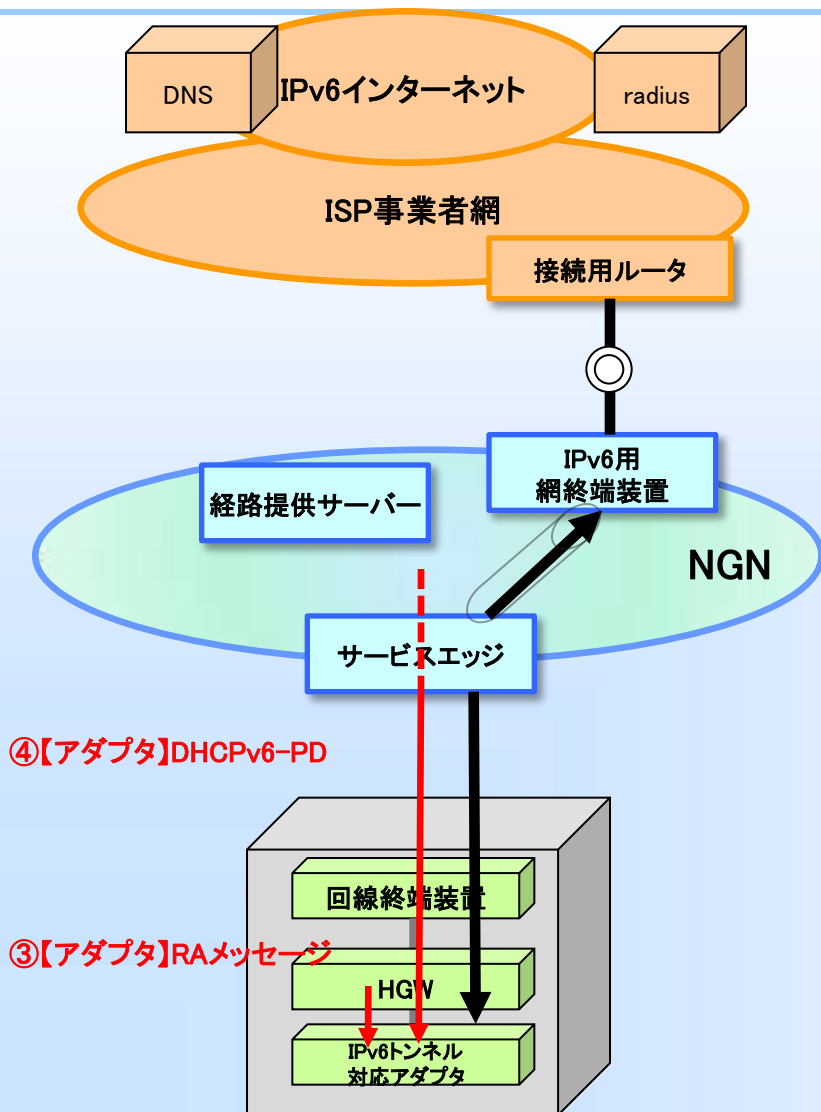 DNS
IPv6インターネット
radius
ISP事業者網
接続用ルータ
IPv6用
網終端装置
経路提供サーバー
NGN
サービスエッジ
④【アダプタ】DHCPv6-PD
回線終端装置
③【アダプタ】RAメッセージ
HGW
IPv6トンネル
対応アダプタ